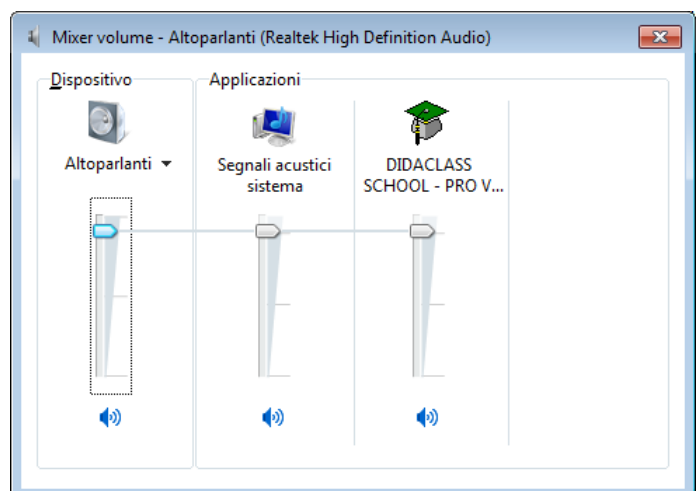 Mixer volume - Altoparlanti (Realtek High Definition Audio)
Dispositivo
Applicazioni
Altoparlanti
Segnali acustici
sistema
DIDACLASS
SCHOOL - PRO V...